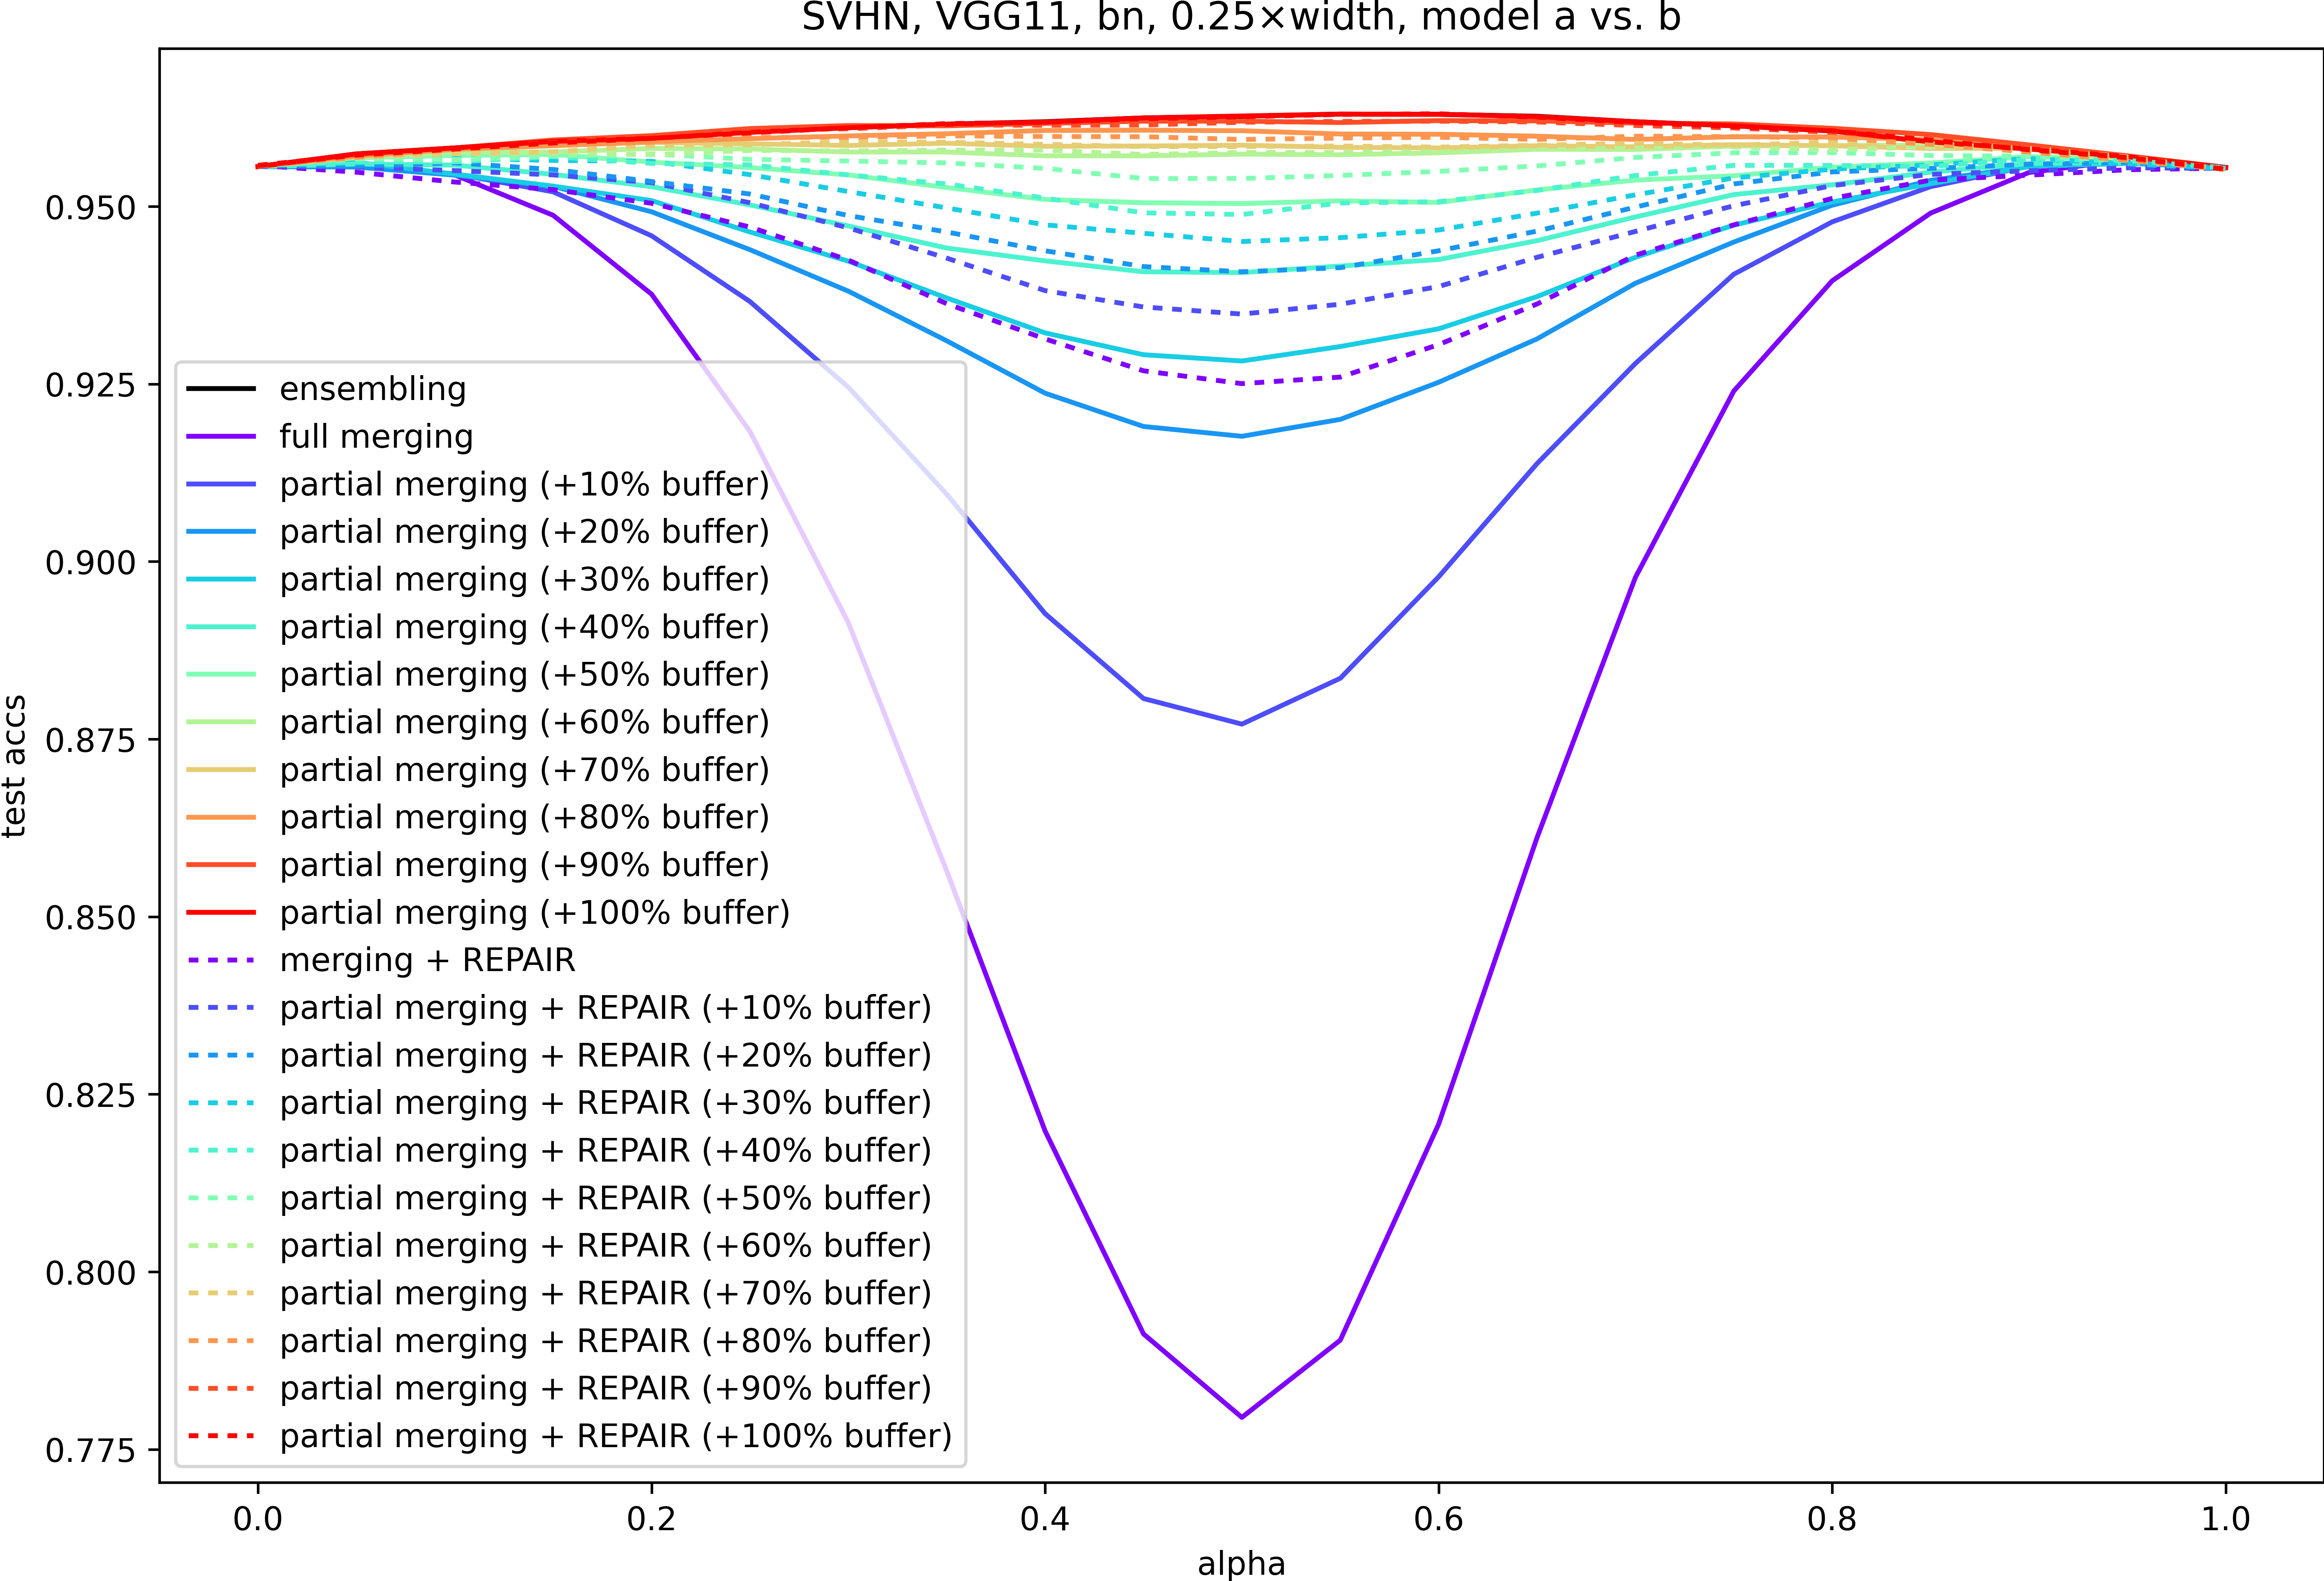 SVHN, VGG11, bn, 0.25×width, model a vs. b
test accs
0.950
0.925
0.900
0.875
0.850
0.825
0.800
0.775
ensembling
full merging
partial merging (+10% buffer)
partial merging (+20% buffer)
partial merging (+30% buffer)
partial merging (+40% buffer)
partial merging (+50% buffer)
partial merging (+60% buffer)
partial merging (+70% buffer)
partial merging (+80% buffer)
partial merging (+90% buffer)
partial merging (+100% buffer)
merging + REPAIR
partial merging + REPAIR (+10% buffer)
partial merging + REPAIR (+20% buffer)
partial merging + REPAIR (+30% buffer)
partial merging + REPAIR (+40% buffer)
partial merging + REPAIR (+50% buffer)
partial merging + REPAIR (+60% buffer)
partial merging + REPAIR (+70% buffer)
partial merging + REPAIR (+80% buffer)
partial merging + REPAIR (+90% buffer)
partial merging + REPAIR (+100% buffer)
0.0 0.2 0.4 0.6 0.8 1.0
alpha